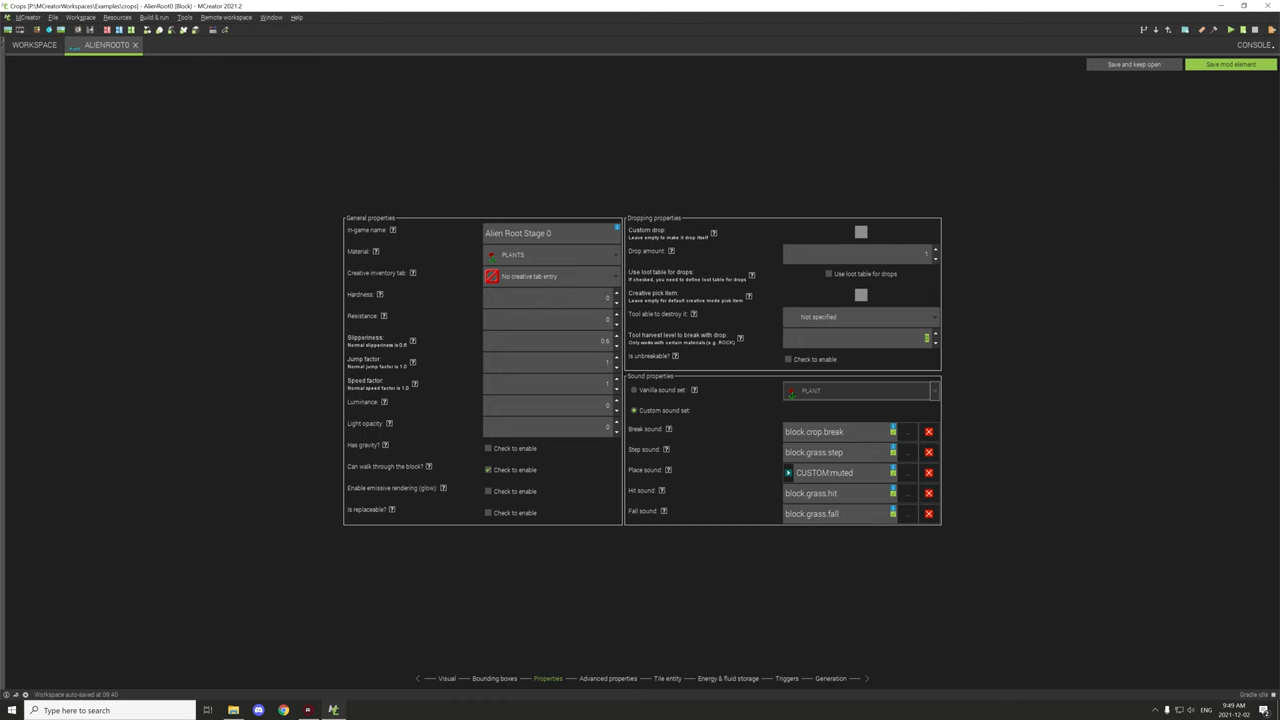 Crops [P:\MCreatorWorkspaces\Examples\crops] - AlienRoot0 (Block) - MCreator 2021.2
MCreator File Workspace Resources Build & run Tools Remote workspace Window Help
WORKSPACE ALIENROOT0 CONSOLE
Save and keep open Save mod element
General properties
In-game name: Alien Root Stage 0
Material: PLANTS
Creative inventory tab: No creative tab entry
Hardness: 0
Resistance: 0
Slipperiness: 0.6
Normal slipperiness is 0.6
Jump factor: 1
Normal jump factor is 1.0
Speed factor: 1
Normal speed factor is 1.0
Luminance: 0
Light opacity: 0
Has gravity? Check to enable
Can walk through the block? Check to enable
Enable emissive rendering (glow): Check to enable
Is replaceable? Check to enable
Dropping properties
Custom drop:
Leave empty to make it drop itself
Drop amount: 1
Use loot table for drops: Use loot table for drops
If checked, you need to define loot table for drops
Creative pick item:
Leave empty for default creative mode pick item
Tool able to destroy it: Not specified
Tool harvest level to break with drop:
Only works with certain materials (e.g. ROCK)
Is unbreakable? Check to enable
Sound properties
Vanilla sound set: PLANT
Custom sound set:
Break sound: block.crop.break ...
Step sound: block.grass.step ...
Place sound: CUSTOM:muted ...
Hit sound: block.grass.hit ...
Fall sound: block.grass.fall ...
Visual Bounding boxes Properties Advanced properties Tile entity Energy & fluid storage Triggers Generation
Workspace auto-saved at 09:40 Gradle idle
Type here to search ENG 9:49 AM
2021-12-02